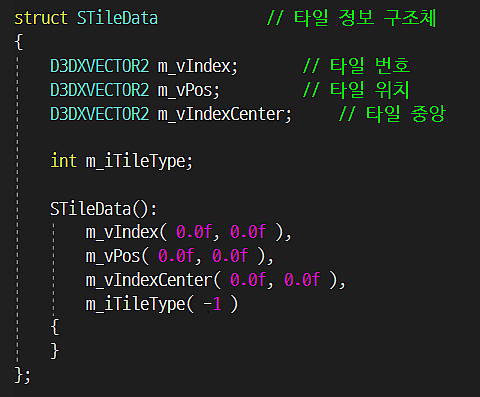 struct STileData // 타일 정보 구조체
{
D3DXVECTOR2 m_vIndex; // 타일 번호
D3DXVECTOR2 m_vPos; // 타일 위치
D3DXVECTOR2 m_vIndexCenter; // 타일 중앙
int m_iTileType;
STileData():
m_vIndex( 0.0f, 0.0f ),
m_vPos( 0.0f, 0.0f ),
m_vIndexCenter( 0.0f, 0.0f ),
m_iTileType( -1 )
{
}
};